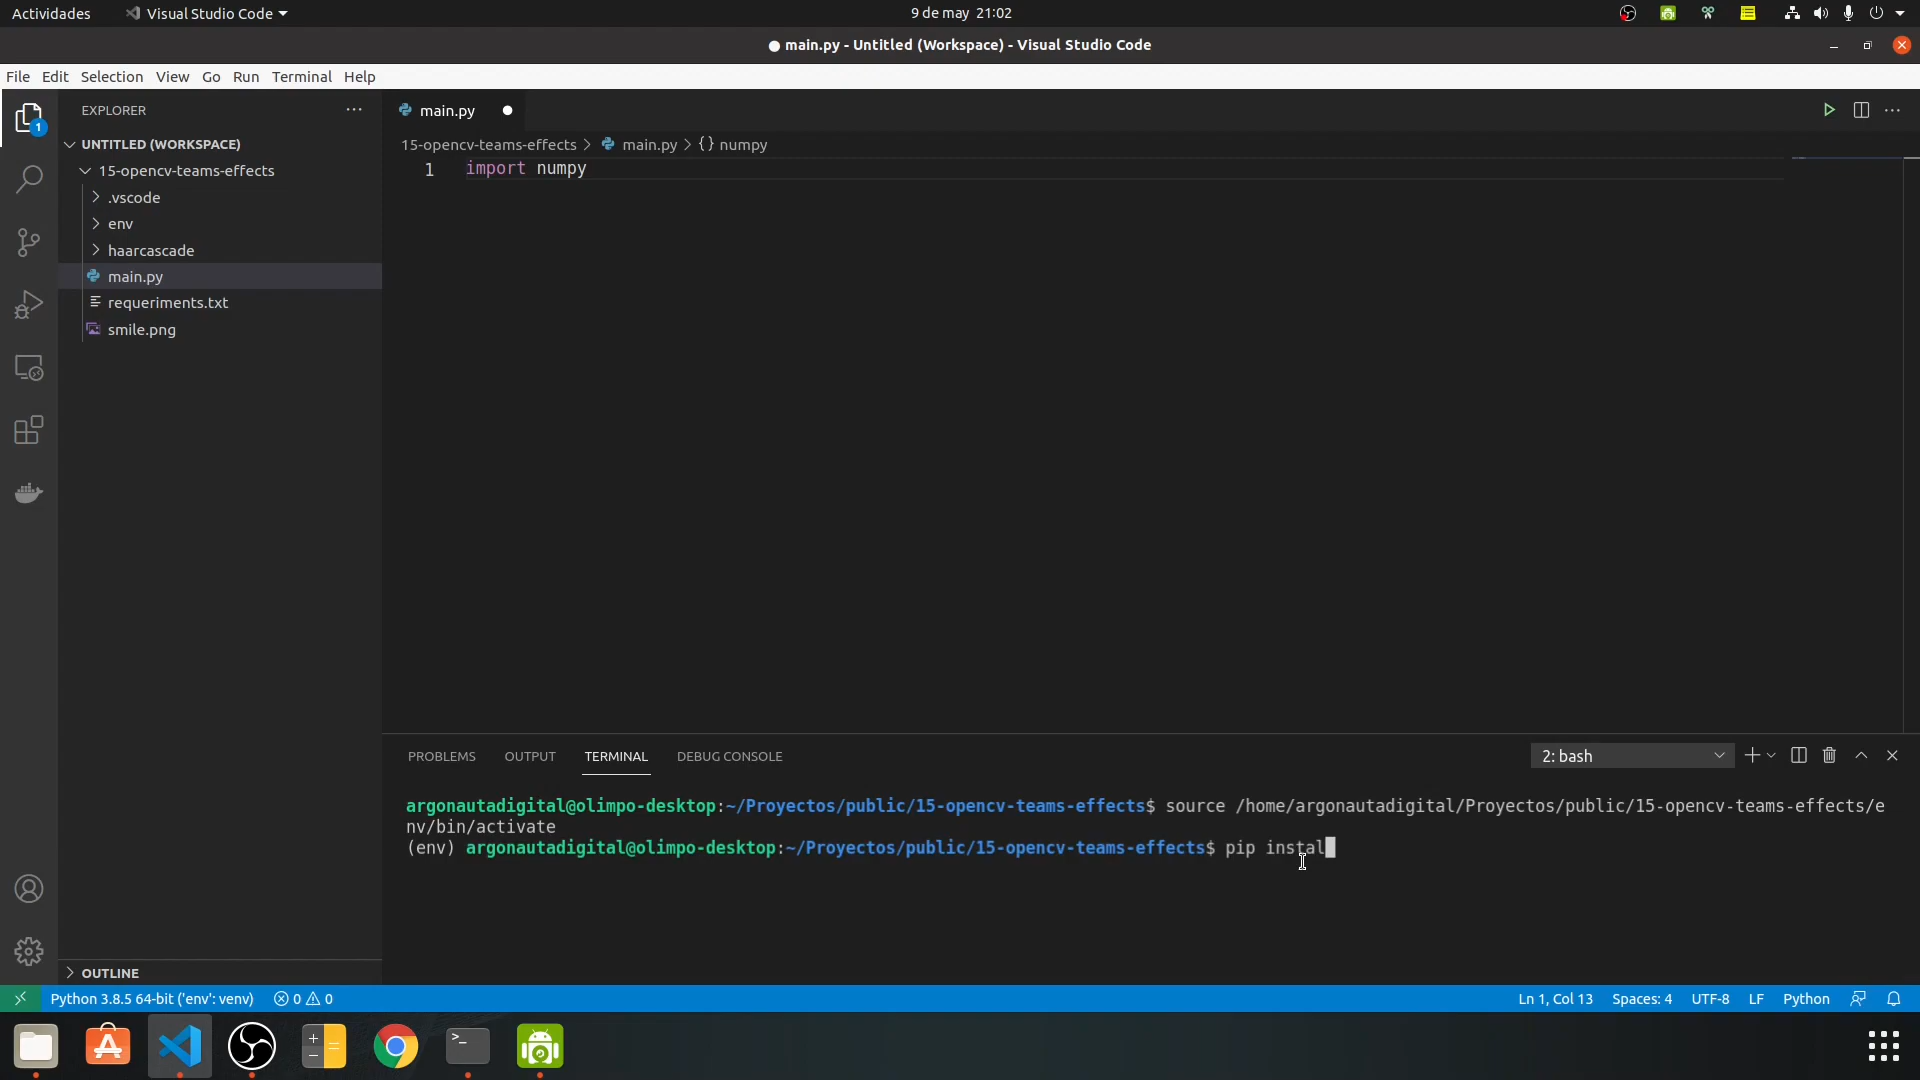 Actividades
Visual Studio Code
9 de may 21:02
● main.py - Untitled (Workspace) - Visual Studio Code
File Edit Selection View Go Run Terminal Help
EXPLORER
main.py
1
UNTITLED (WORKSPACE)
15-opencv-teams-effects > main.py > {} numpy
1 import numpy
15-opencv-teams-effects
.vscode
env
haarcascade
main.py
requeriments.txt
smile.png
PROBLEMS OUTPUT TERMINAL DEBUG CONSOLE
2: bash
argonautadigital@olimpo-desktop:~/Proyectos/public/15-opencv-teams-effects$ source /home/argonautadigital/Proyectos/public/15-opencv-teams-effects/e
nv/bin/activate
(env) argonautadigital@olimpo-desktop:~/Proyectos/public/15-opencv-teams-effects$ pip instal
OUTLINE
Python 3.8.5 64-bit ('env': venv) 0 0
Ln 1, Col 13 Spaces: 4 UTF-8 LF Python